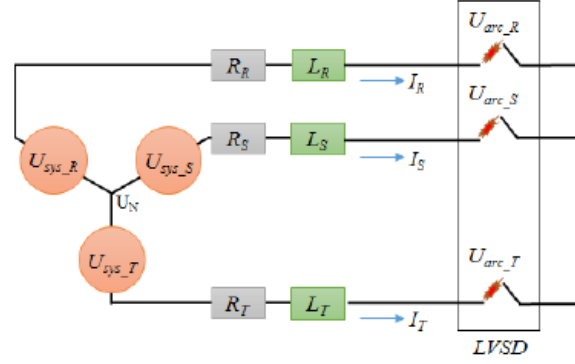 U_arc_R
R_R L_R
I_R
U_arc_S
U_sys_R U_sys_S R_S L_S
I_S
U_N
U_sys_T
U_arc_T
R_T L_T
I_T
LVSD